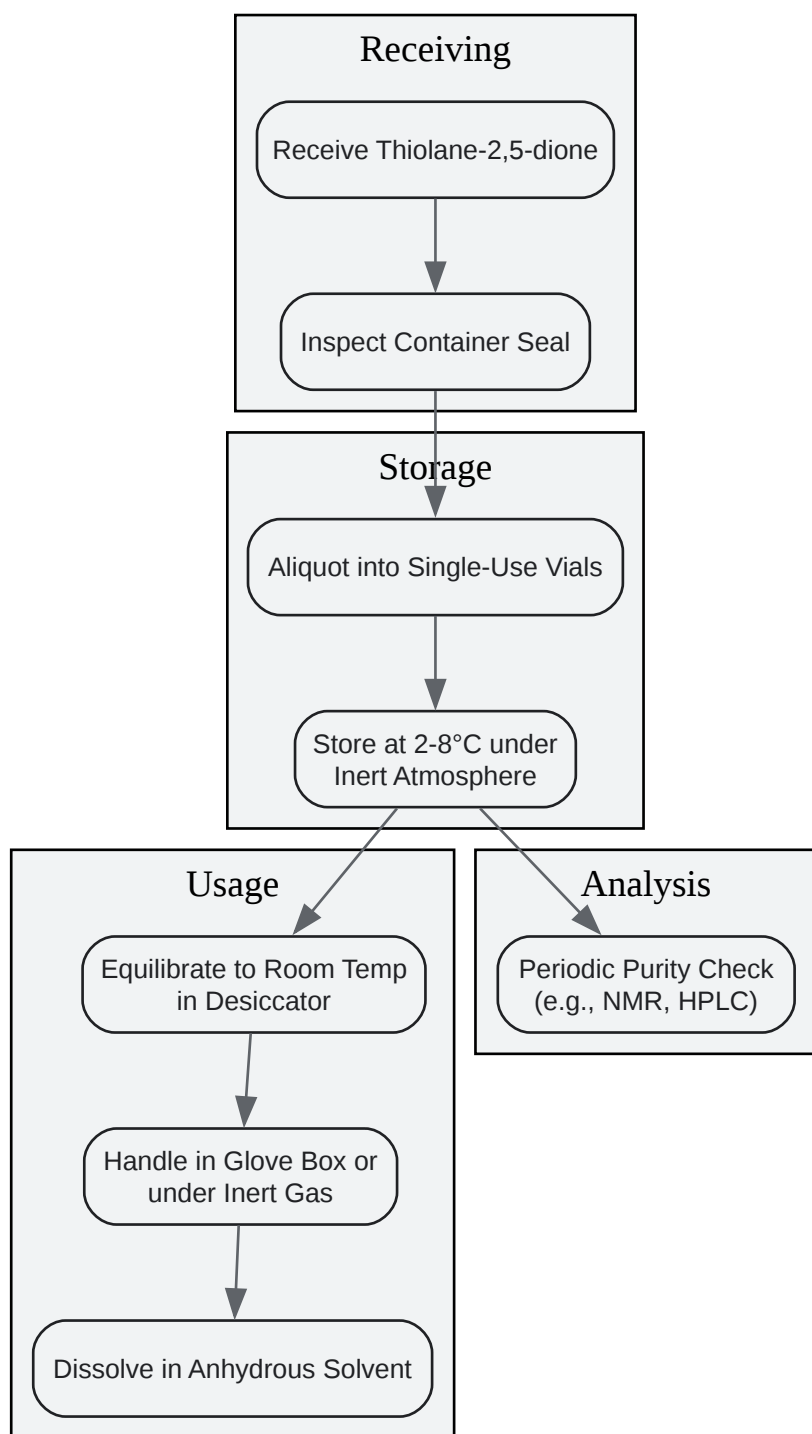 Receiving
Receive Thiolane-2,5-dione
Inspect Container Seal
Storage
Aliquot into Single-Use Vials
Store at 2-8°C under
Inert Atmosphere
Usage
Equilibrate to Room Temp
in Desiccator
Handle in Glove Box or
under Inert Gas
Dissolve in Anhydrous Solvent
Analysis
Periodic Purity Check
(e.g., NMR, HPLC)